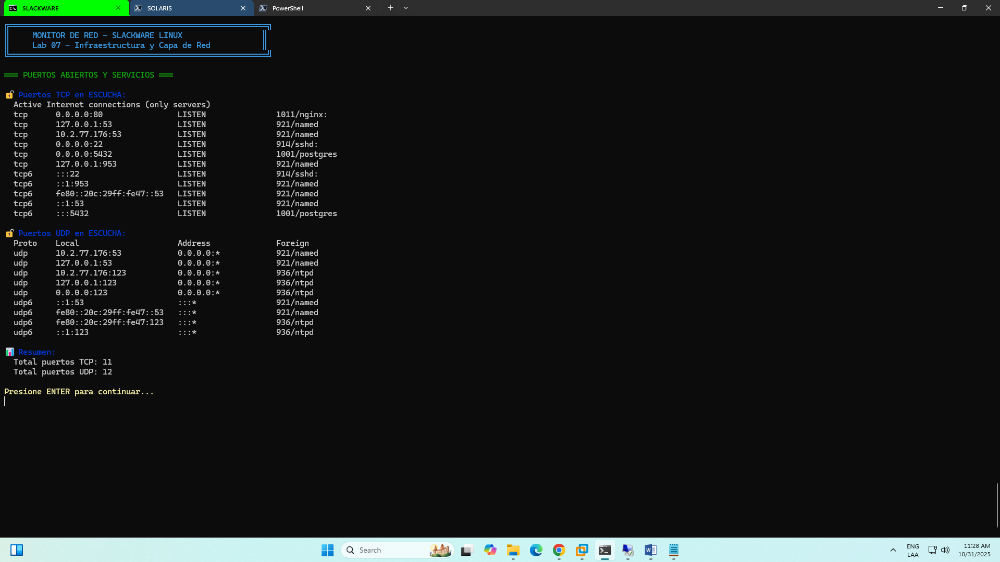 SLACKWARE
SOLARIS
PowerShell
MONITOR DE RED - SLACKWARE LINUX
Lab 07 - Infraestructura y Capa de Red
═══ PUERTOS ABIERTOS Y SERVICIOS ═══
Puertos TCP en ESCUCHA:
Active Internet connections (only servers)
tcp 0.0.0.0:80 LISTEN 1011/nginx:
tcp 127.0.0.1:53 LISTEN 921/named
tcp 10.2.77.176:53 LISTEN 921/named
tcp 0.0.0.0:22 LISTEN 914/sshd:
tcp 0.0.0.0:5432 LISTEN 1001/postgres
tcp 127.0.0.1:953 LISTEN 921/named
tcp6 :::22 LISTEN 914/sshd:
tcp6 ::1:953 LISTEN 921/named
tcp6 fe80::20c:29ff:fe47::53 LISTEN 921/named
tcp6 ::1:53 LISTEN 921/named
tcp6 :::5432 LISTEN 1001/postgres
Puertos UDP en ESCUCHA:
Proto Local Address Foreign
udp 10.2.77.176:53 0.0.0.0:* 921/named
udp 127.0.0.1:53 0.0.0.0:* 921/named
udp 10.2.77.176:123 0.0.0.0:* 936/ntpd
udp 127.0.0.1:123 0.0.0.0:* 936/ntpd
udp 0.0.0.0:123 0.0.0.0:* 936/ntpd
udp6 ::1:53 :::* 921/named
udp6 fe80::20c:29ff:fe47::53 :::* 921/named
udp6 fe80::20c:29ff:fe47:123 :::* 936/ntpd
udp6 ::1:123 :::* 936/ntpd
Resumen:
Total puertos TCP: 11
Total puertos UDP: 12
Presione ENTER para continuar...
Search
ENG
LAA
11:28 AM
10/31/2025